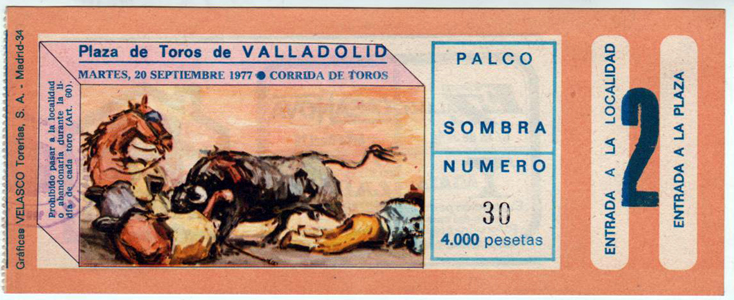 Gráficas VELASCO Torerías, S. A. - Madrid-34
Plaza de Toros de VALLADOLID
MARTES, 20 SEPTIEMBRE 1977 ● CORRIDA DE TOROS
Prohibido pasar a la localidad
o abandonarla durante la li-
dia de cada toro (Art. 60).
PALCO
SOMBRA
NUMERO
30
4.000 pesetas
ENTRADA A LA LOCALIDAD
2
ENTRADA A LA PLAZA